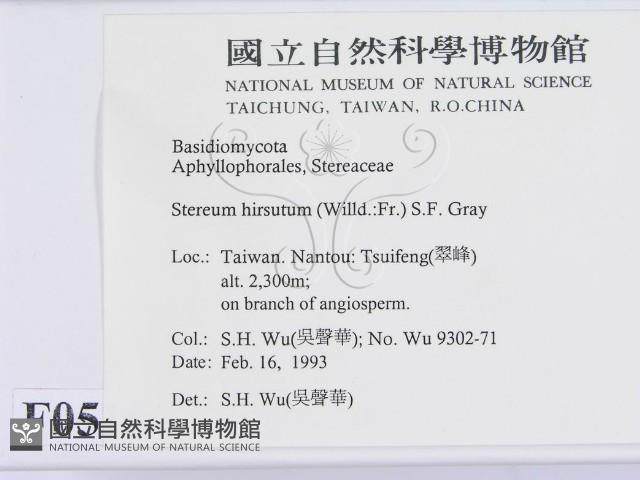 國立自然科學博物館
NATIONAL MUSEUM OF NATURAL SCIENCE
TAICHUNG, TAIWAN, R.O.CHINA
Basidiomycota
Aphyllophorales, Stereaceae
Stereum hirsutum (Willd.:Fr.) S.F. Gray
Loc.: Taiwan. Nantou: Tsuifeng(翠峰)
alt. 2,300m;
on branch of angiosperm.
Col.: S.H. Wu(吳聲華); No. Wu 9302-71
Date: Feb. 16, 1993
Det.: S.H. Wu(吳聲華)
F05
國立自然科學博物館
NATIONAL MUSEUM OF NATURAL SCIENCE